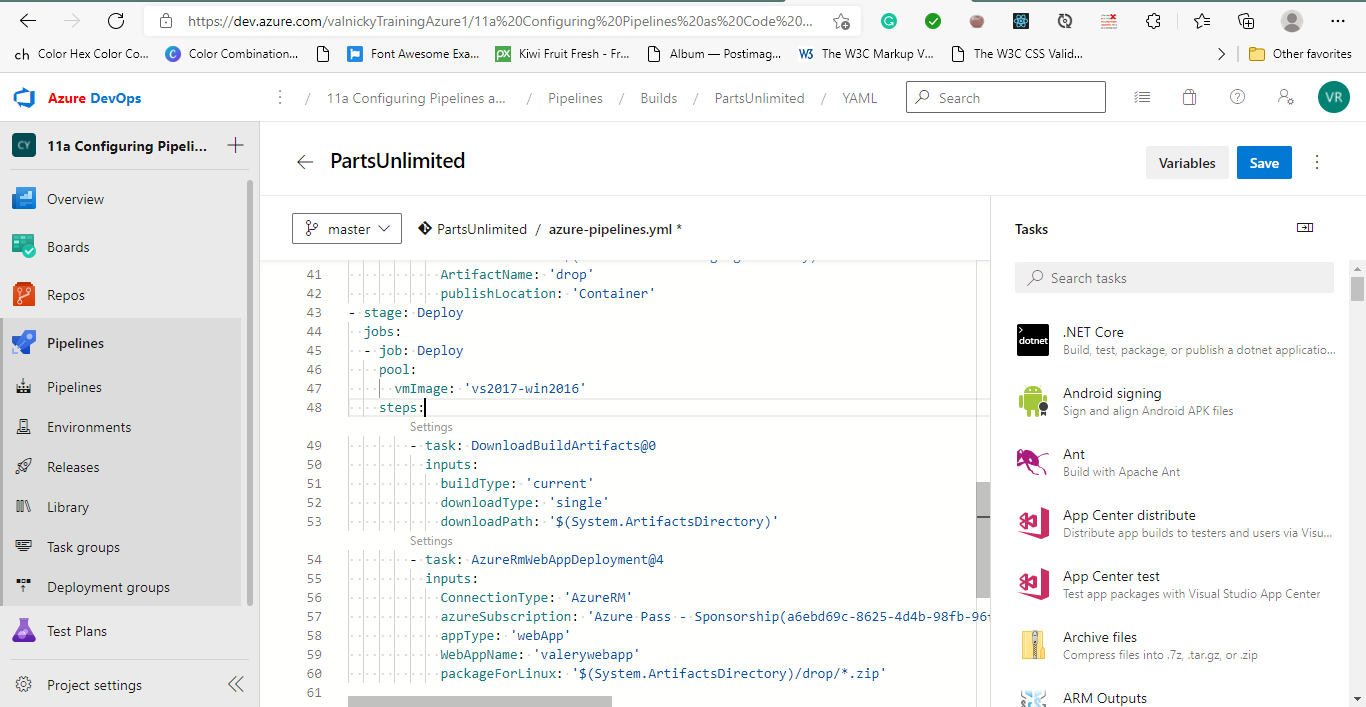 https://dev.azure.com/valnickyTrainingAzure1/11a%20Configuring%20Pipelines%20as%20Code%20...
ch Color Hex Color Co...
C Color Combination...
Font Awesome Exa...
px Kiwi Fruit Fresh - Fr...
Album — Postimag...
W3 The W3C Markup V...
The W3C CSS Valid...
Other favorites
Azure DevOps
/ 11a Configuring Pipelines a... / Pipelines / Builds / PartsUnlimited / YAML
Search
VR
CY 11a Configuring Pipeli...
Overview
Boards
Repos
Pipelines
Pipelines
Environments
Releases
Library
Task groups
Deployment groups
Test Plans
Project settings
PartsUnlimited
Variables
Save
master
PartsUnlimited / azure-pipelines.yml *
41 ArtifactName: 'drop'
42 publishLocation: 'Container'
43 - stage: Deploy
44 jobs:
45 - job: Deploy
46 pool:
47 vmImage: 'vs2017-win2016'
48 steps:
Settings
49 - task: DownloadBuildArtifacts@0
50 inputs:
51 buildType: 'current'
52 downloadType: 'single'
53 downloadPath: '$(System.ArtifactsDirectory)'
Settings
54 - task: AzureRmWebAppDeployment@4
55 inputs:
56 ConnectionType: 'AzureRM'
57 azureSubscription: 'Azure Pass - Sponsorship(a6ebd69c-8625-4d4b-98fb-96
58 appType: 'webApp'
59 WebAppName: 'valerywebapp'
60 packageForLinux: '$(System.ArtifactsDirectory)/drop/*.zip'
61
Tasks
Search tasks
dotnet
.NET Core
Build, test, package, or publish a dotnet applicatio...
Android signing
Sign and align Android APK files
Ant
Build with Apache Ant
App Center distribute
Distribute app builds to testers and users via Visu...
App Center test
Test app packages with Visual Studio App Center
Archive files
Compress files into .7z, .tar.gz, or .zip
ARM Outputs